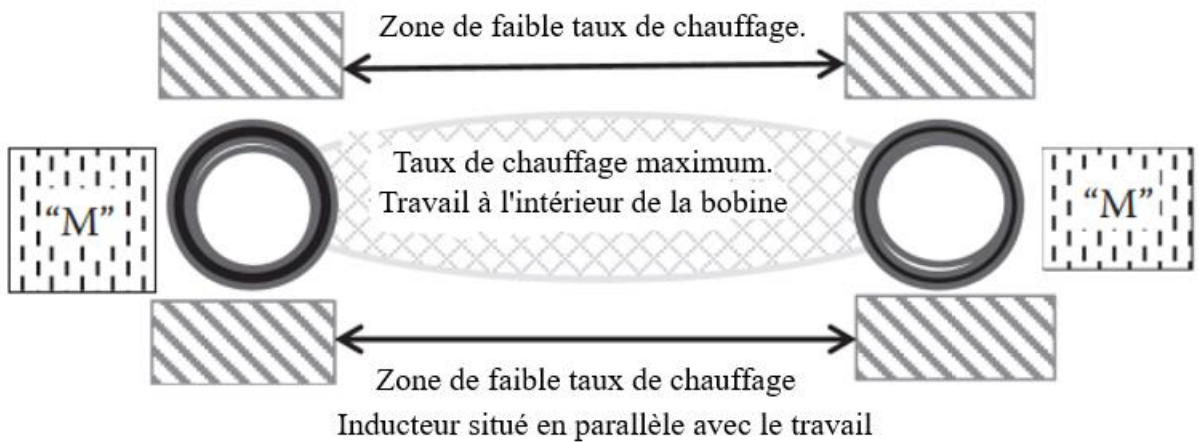 Zone de faible taux de chauffage.
Taux de chauffage maximum.
Travail à l'intérieur de la bobine
“M”
“M”
Zone de faible taux de chauffage
Inducteur situé en parallèle avec le travail